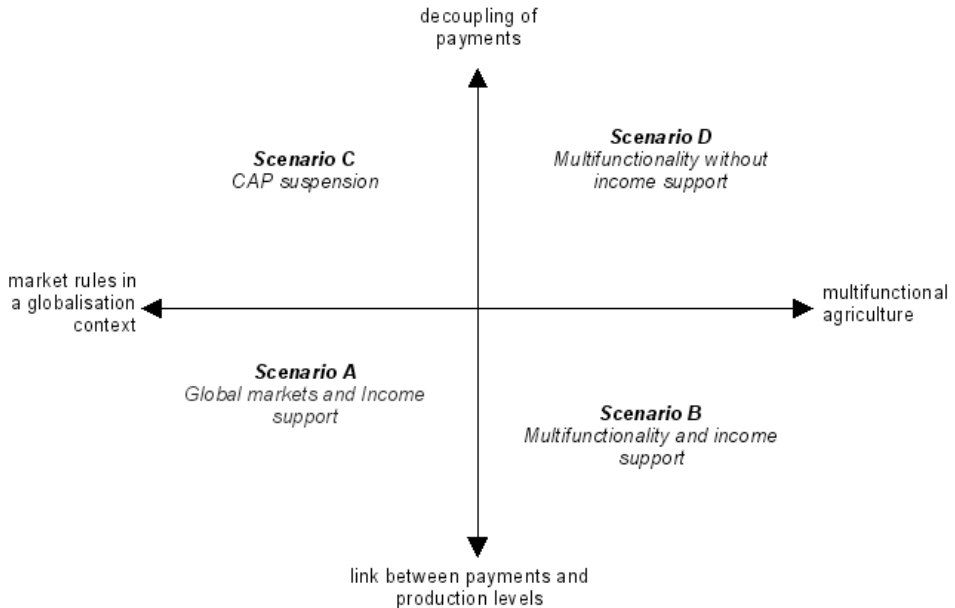 decoupling of
payments
Scenario C
CAP suspension
Scenario D
Multifunctionality without
income support
market rules in
a globalisation
context
multifunctional
agriculture
Scenario A
Global markets and Income
support
Scenario B
Multifunctionality and income
support
link between payments and
production levels